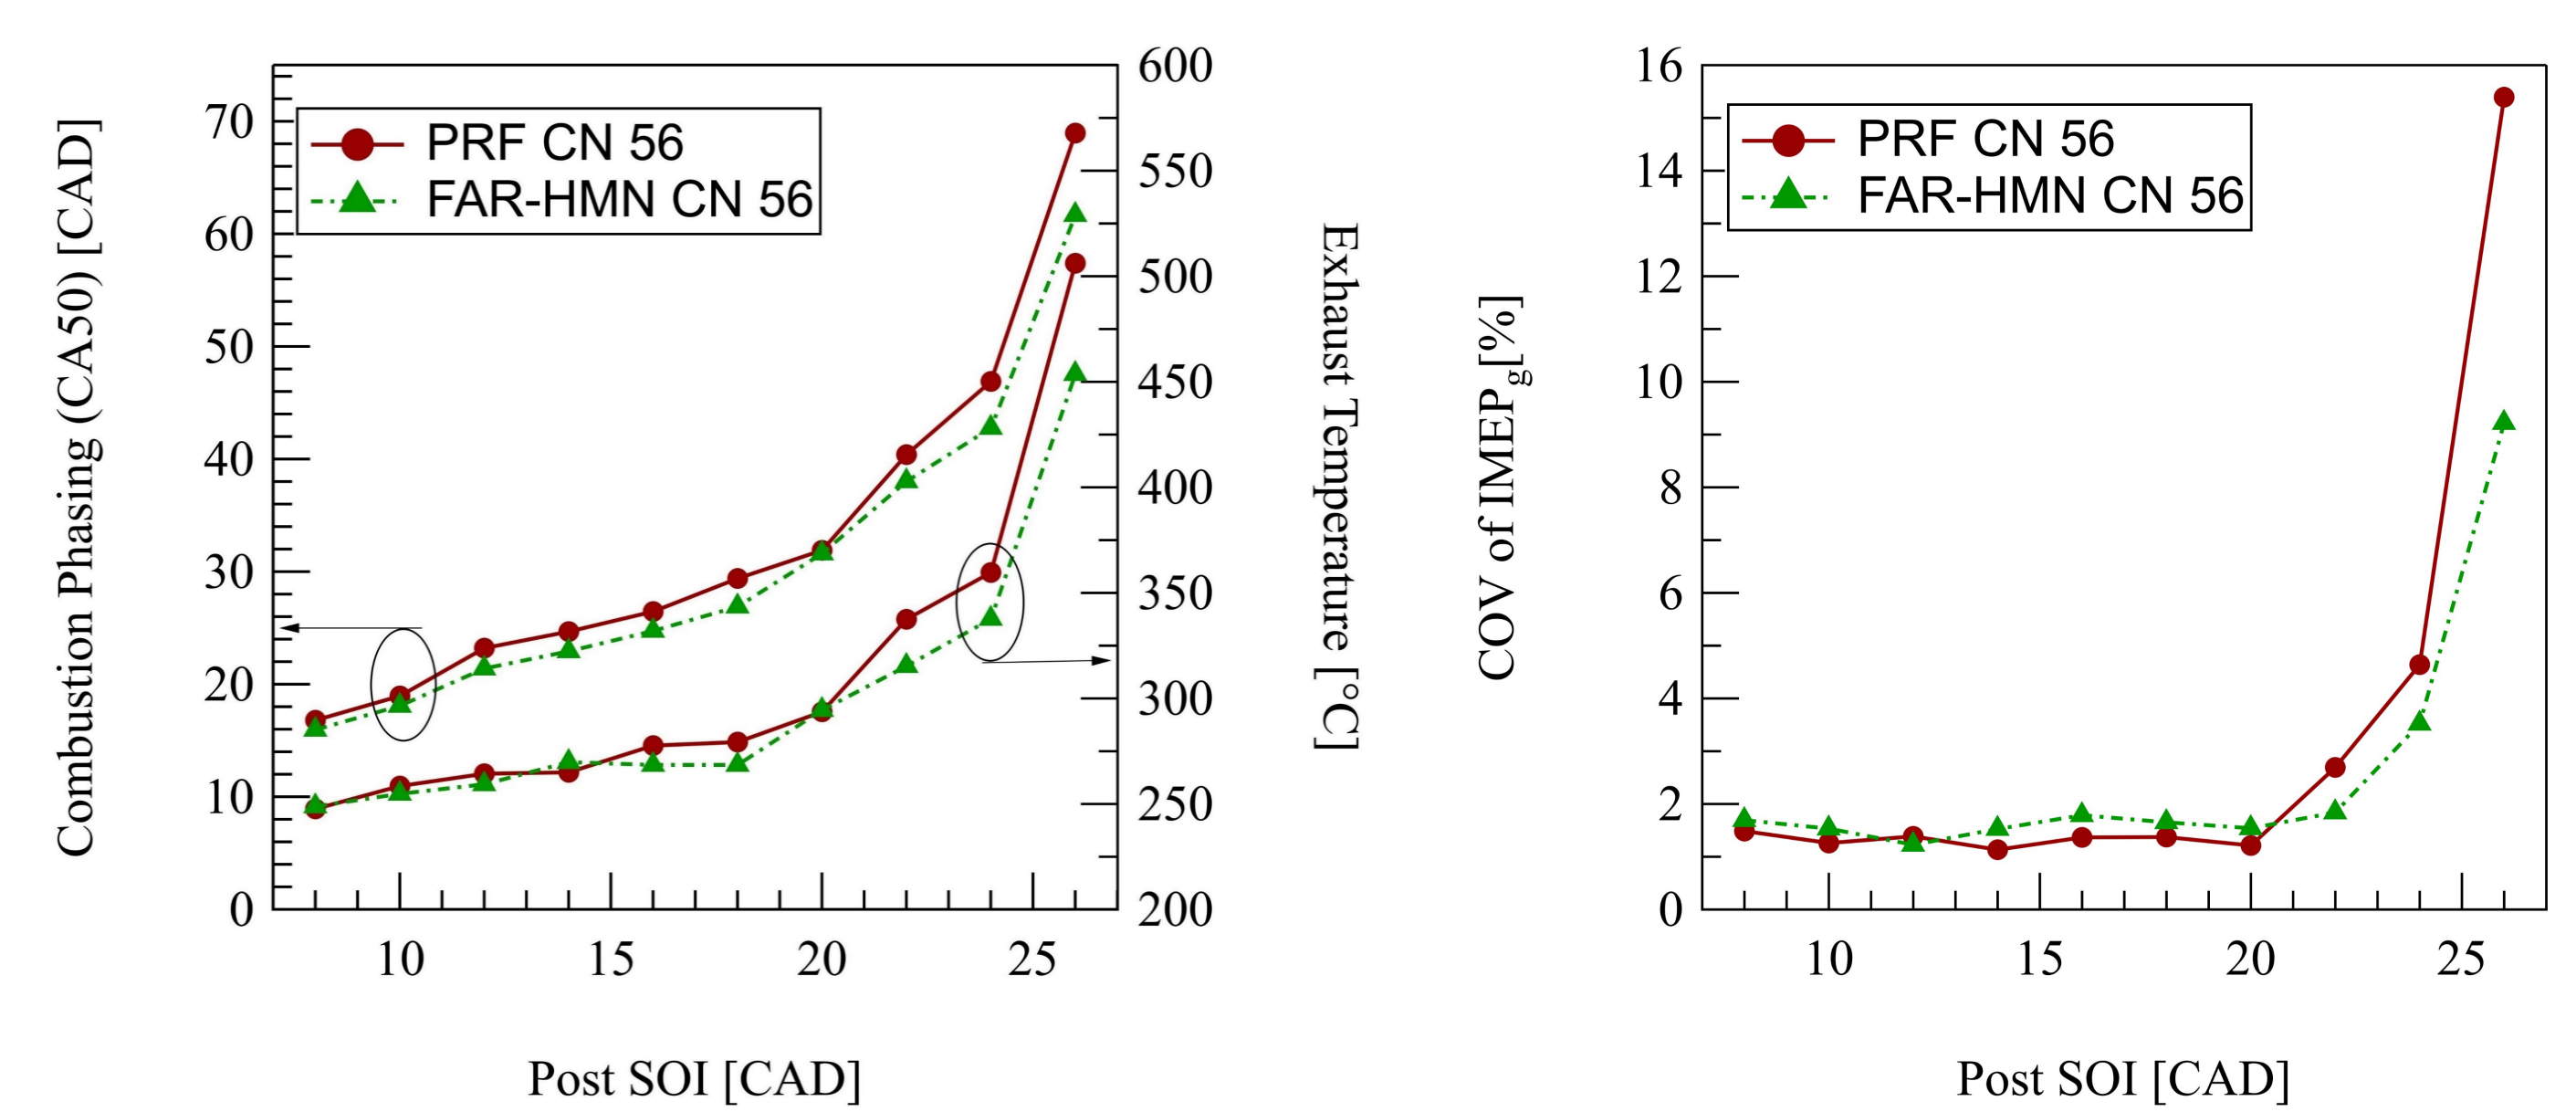 Combustion Phasing (CA50) [CAD]
70
60
50
40
30
20
10
0
PRF CN 56
FAR-HMN CN 56
10 15 20 25
Post SOI [CAD]
600
550
500
450
400
350
300
250
200
Exhaust Temperature [°C]
COV of IMEPg[%]
16
14
12
10
8
6
4
2
0
PRF CN 56
FAR-HMN CN 56
10 15 20 25
Post SOI [CAD]